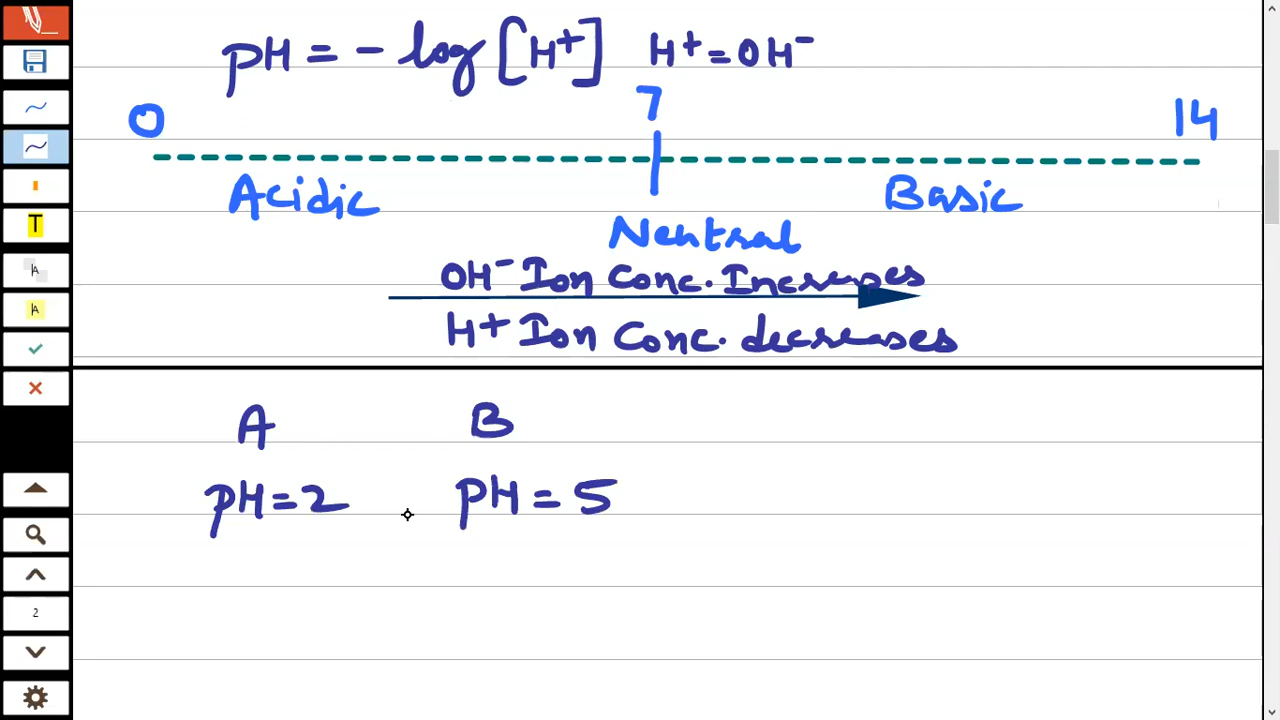 pH = - log [H+] H+ = OH-
0 7 14
Acidic Basic
Neutral
OH- Ion Conc. Increases
H+ Ion Conc. decreases
A B
pH = 2 pH = 5
T
A
A
2